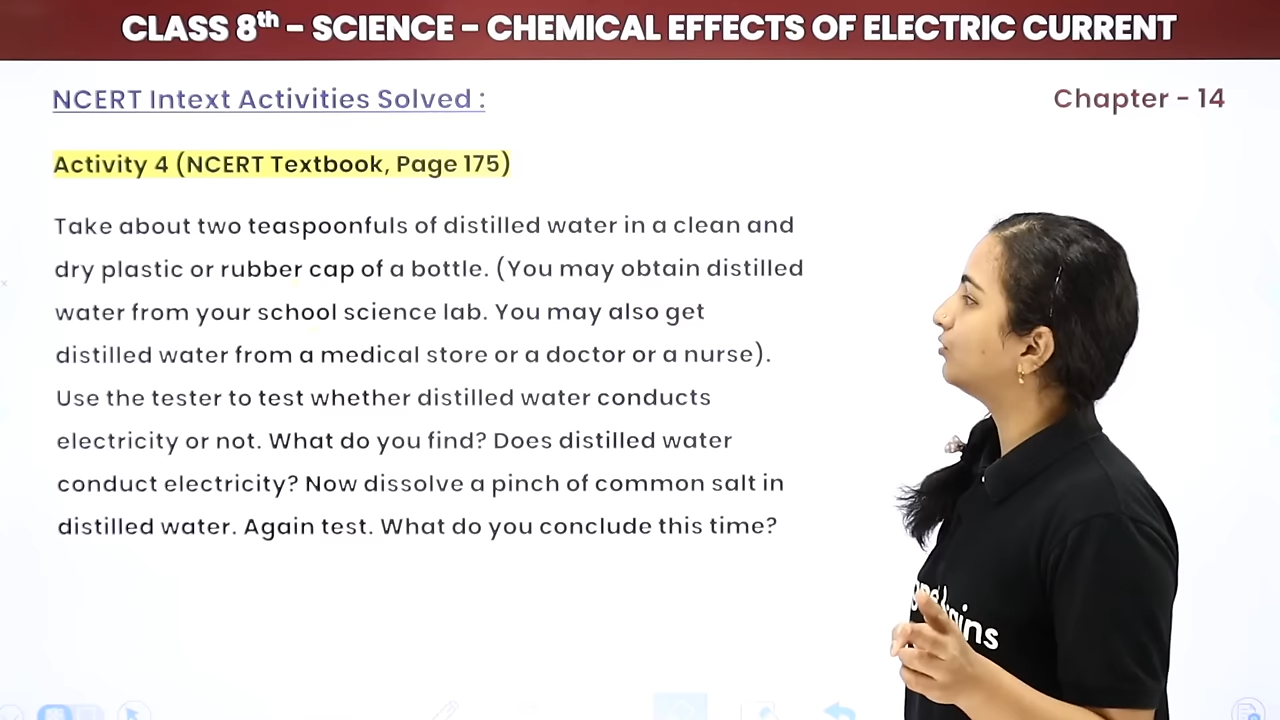 CLASS 8th - SCIENCE - CHEMICAL EFFECTS OF ELECTRIC CURRENT
NCERT Intext Activities Solved :
Chapter - 14
Activity 4 (NCERT Textbook, Page 175)
Take about two teaspoonfuls of distilled water in a clean and
dry plastic or rubber cap of a bottle. (You may obtain distilled
water from your school science lab. You may also get
distilled water from a medical store or a doctor or a nurse).
Use the tester to test whether distilled water conducts
electricity or not. What do you find? Does distilled water
conduct electricity? Now dissolve a pinch of common salt in
distilled water. Again test. What do you conclude this time?